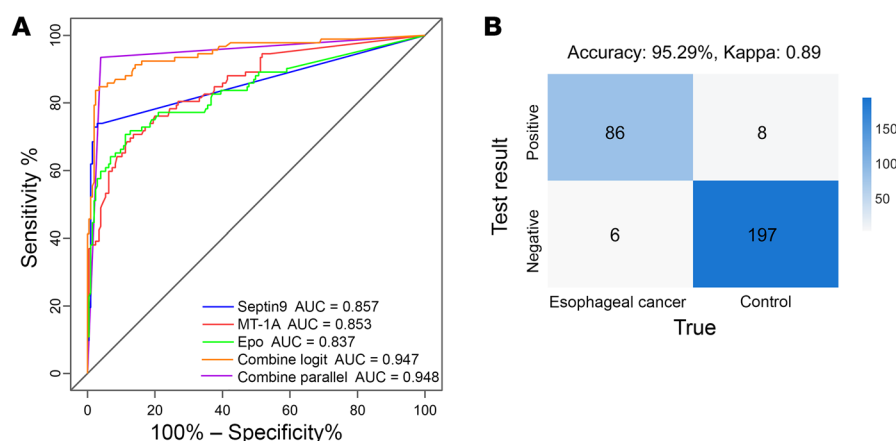 A
Sensitivity %
100
80
60
40
20
0
0 20 40 60 80 100
100% – Specificity%
Septin9 AUC = 0.857
MT-1A AUC = 0.853
Epo AUC = 0.837
Combine logit AUC = 0.947
Combine parallel AUC = 0.948
B
Accuracy: 95.29%, Kappa: 0.89
Test result
Positive
Negative
86 8
6 197
Esophageal cancer Control
True
150
100
50